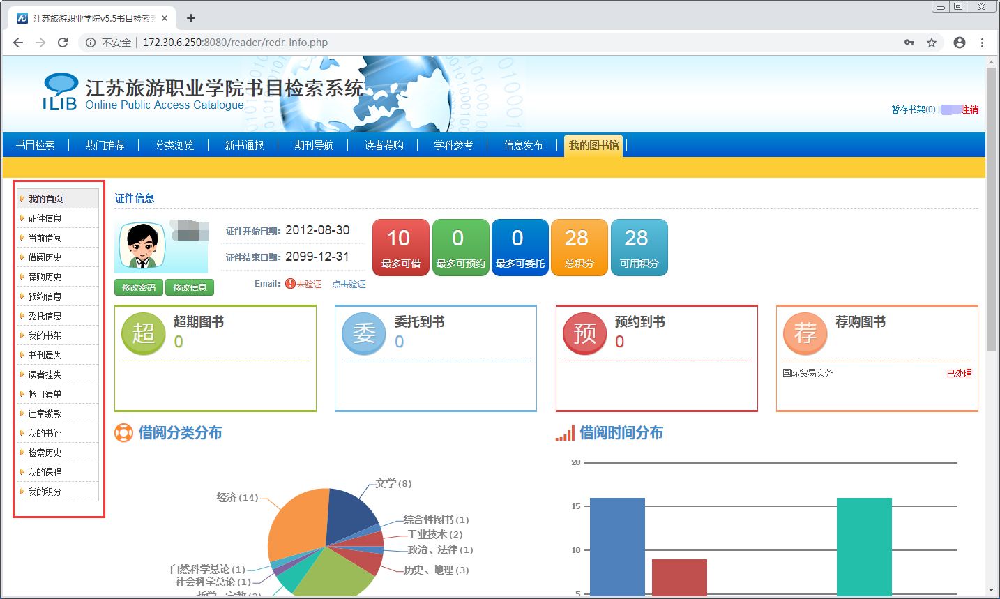 江苏旅游职业学院v5.5书目检索系
不安全 172.30.6.250:8080/reader/redr_info.php
ILIB
江苏旅游职业学院书目检索系统
Online Public Access Catalogue
暂存书架(0) | 注销
书目检索 热门推荐 分类浏览 新书通报 期刊导航 读者荐购 学科参考 信息发布 我的图书馆
我的首页
证件信息
当前借阅
借阅历史
荐购历史
预约信息
委托信息
我的书架
书刊遗失
读者挂失
帐目清单
违章缴款
我的书评
检索历史
我的课程
我的积分
证件信息
证件开始日期: 2012-08-30
证件结束日期: 2099-12-31
Email: 未验证 点击验证
修改密码 修改信息
10
最多可借
0
最多可预约
0
最多可委托
28
总积分
28
可用积分
超 超期图书
0
委 委托到书
0
预 预约到书
0
荐 荐购图书
国际贸易实务 已处理
借阅分类分布
经济(14)
文学(8)
综合性图书(1)
工业技术(2)
政治、法律(1)
历史、地理(3)
自然科学总论(1)
社会科学总论(1)
借阅时间分布
20
15
10
5